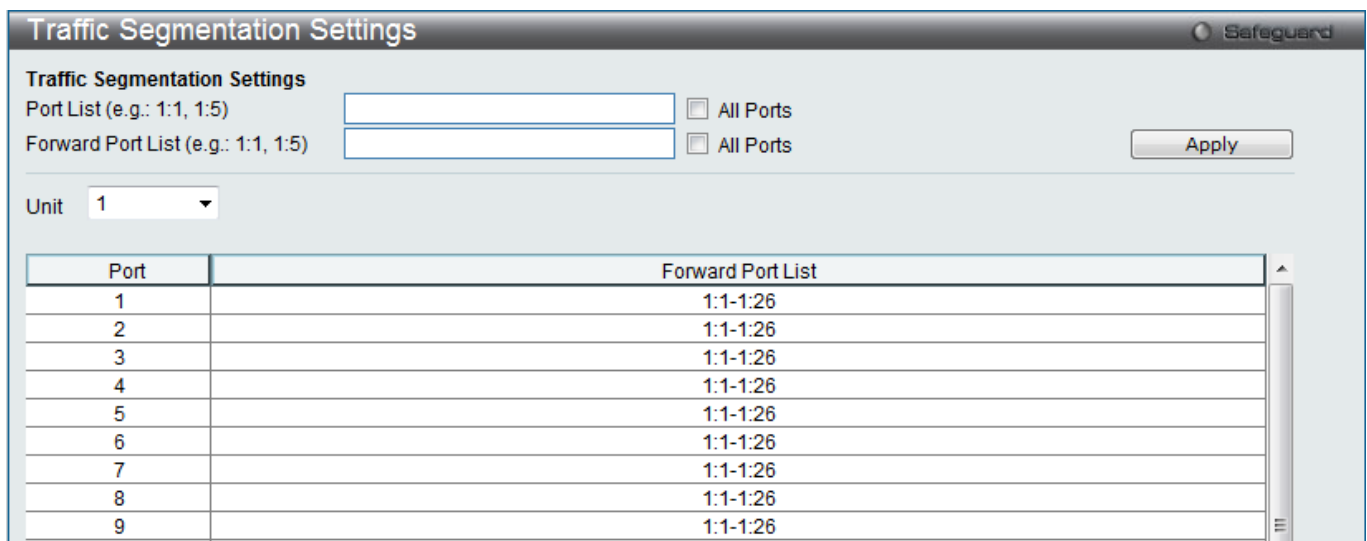 Traffic Segmentation Settings
Safeguard
Traffic Segmentation Settings
Port List (e.g.: 1:1, 1:5) All Ports
Forward Port List (e.g.: 1:1, 1:5) All Ports Apply
Unit 1
Port Forward Port List
1 1:1-1:26
2 1:1-1:26
3 1:1-1:26
4 1:1-1:26
5 1:1-1:26
6 1:1-1:26
7 1:1-1:26
8 1:1-1:26
9 1:1-1:26